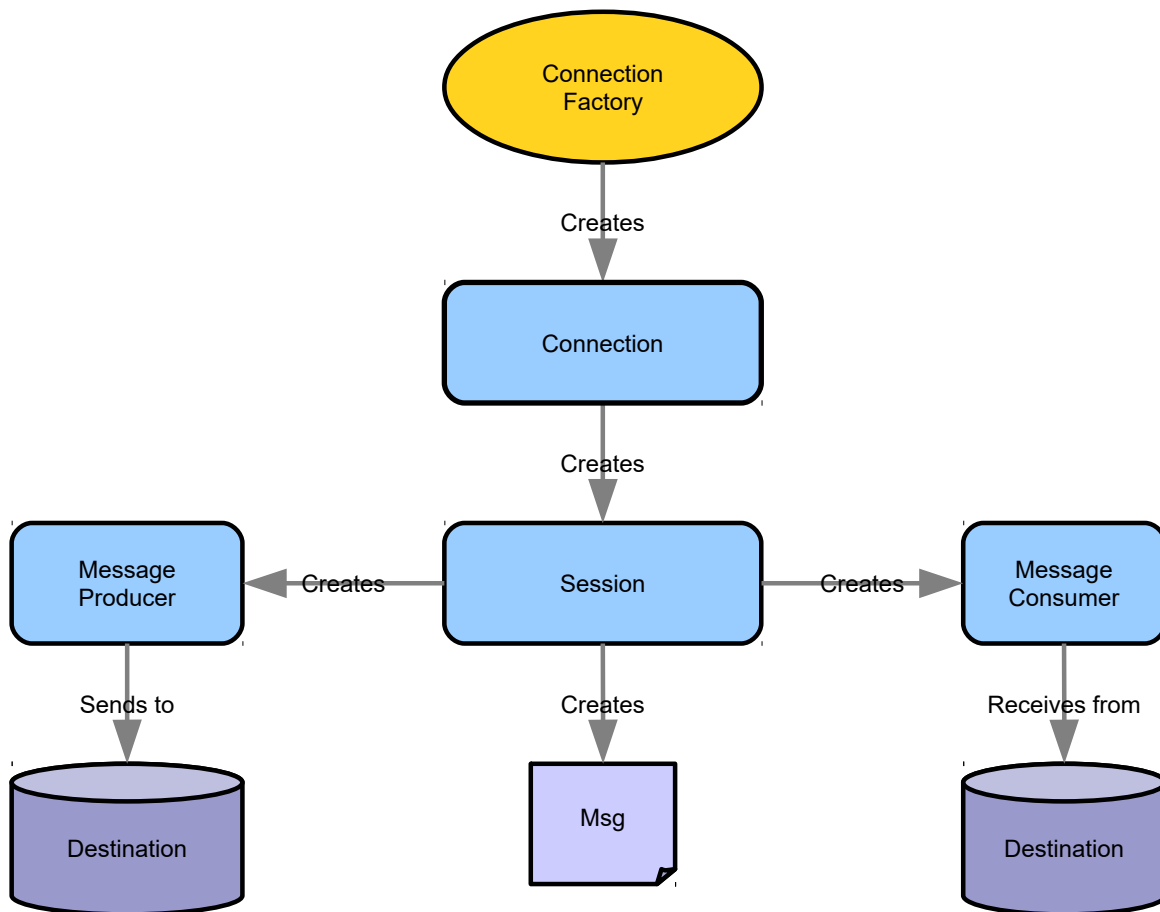 Connection
Factory
Creates
Connection
Creates
Message
Producer
Creates
Session
Creates
Message
Consumer
Sends to
Creates
Receives from
Destination
Msg
Destination